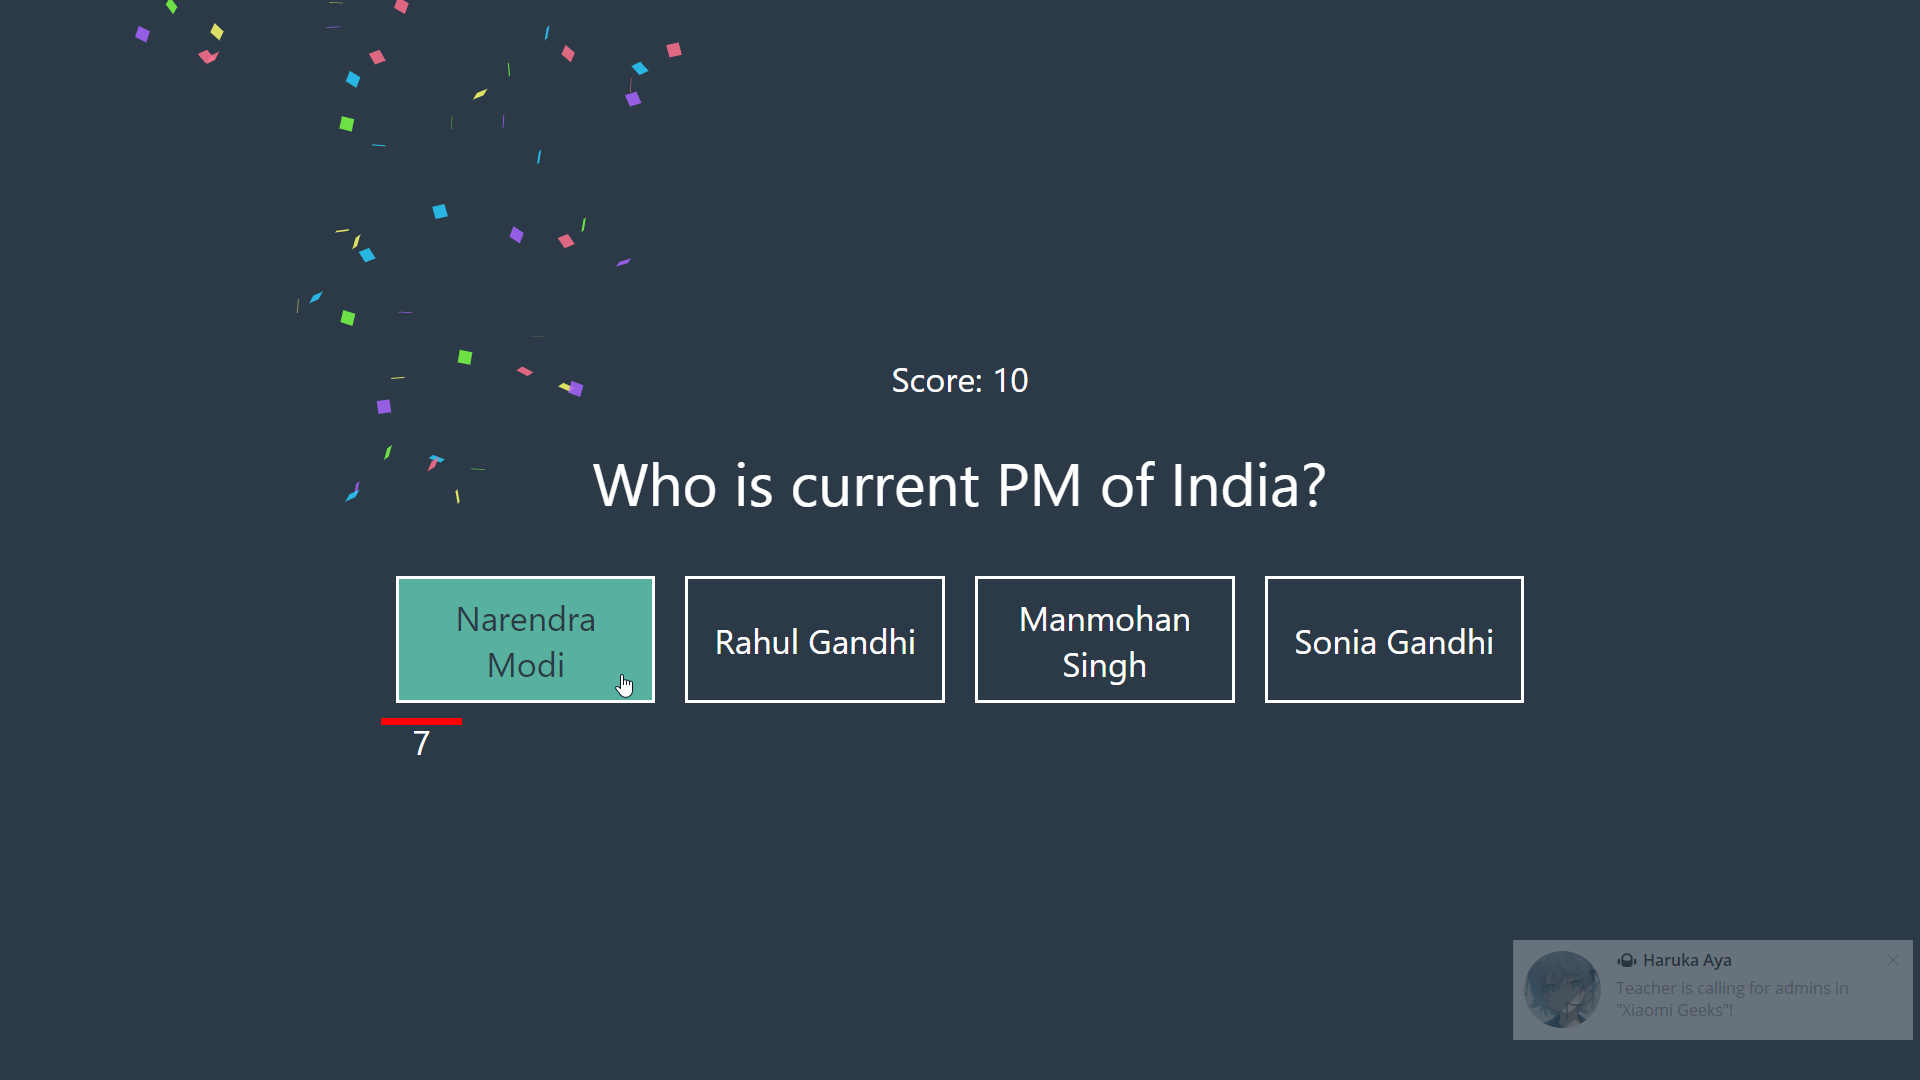 Score: 10
Who is current PM of India?
Narendra
Modi
Rahul Gandhi
Manmohan
Singh
Sonia Gandhi
7
Haruka Aya
Teacher is calling for admins in
"Xiaomi Geeks"!